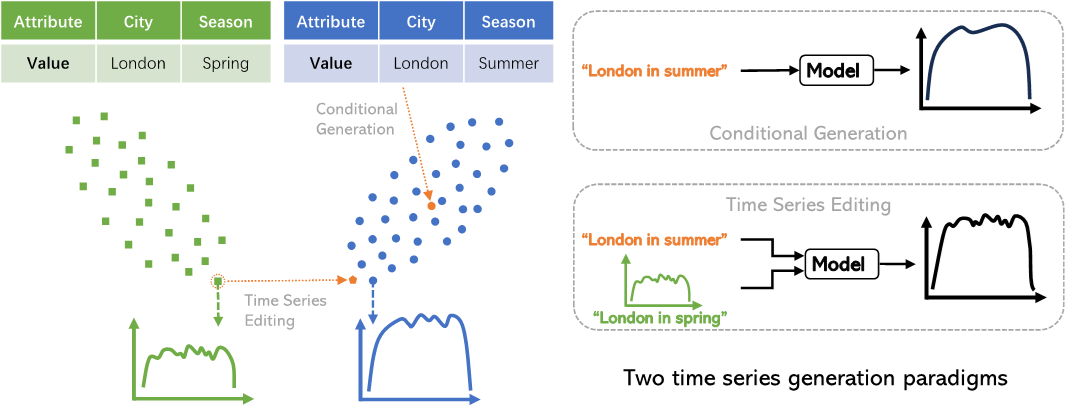 Attribute City Season
Value London Spring
Attribute City Season
Value London Summer
Conditional
Generation
Time Series
Editing
“London in summer”
Model
Conditional Generation
Time Series Editing
“London in summer”
Model
“London in spring”
Two time series generation paradigms